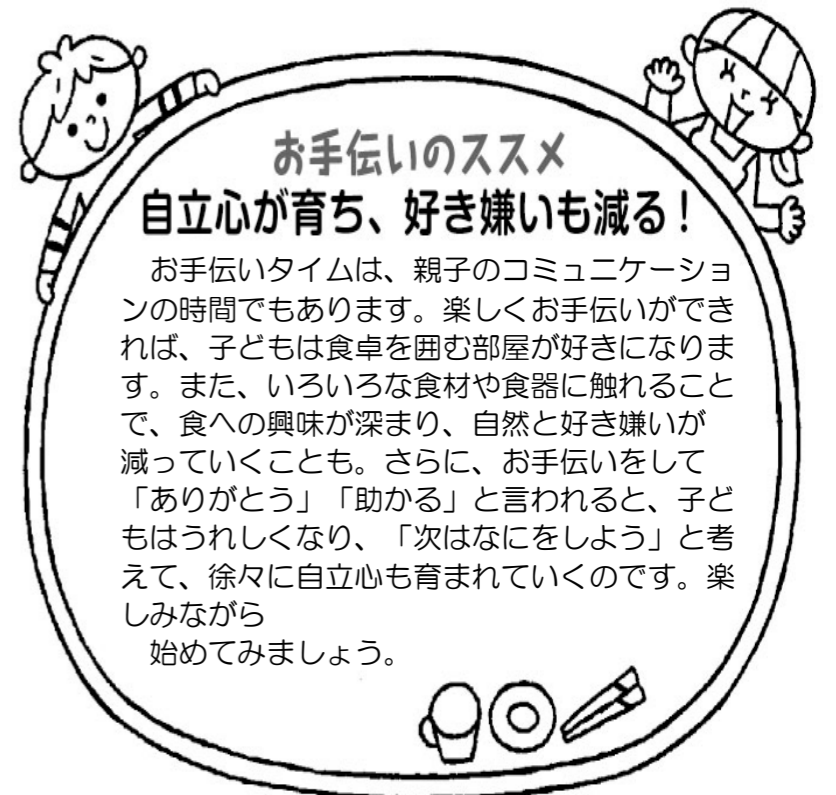 お手伝いのススメ
自立心が育ち、好き嫌いも減る！
　お手伝いタイムは、親子のコミュニケーショ
ンの時間でもあります。楽しくお手伝いができ
れば、子どもは食卓を囲む部屋が好きになりま
す。また、いろいろな食材や食器に触れること
で、食への興味が深まり、自然と好き嫌いが
減っていくことも。さらに、お手伝いをして
「ありがとう」「助かる」と言われると、子ど
もはうれしくなり、「次はなにをしよう」と考
えて、徐々に自立心も育まれていくのです。楽
しみながら
　始めてみましょう。